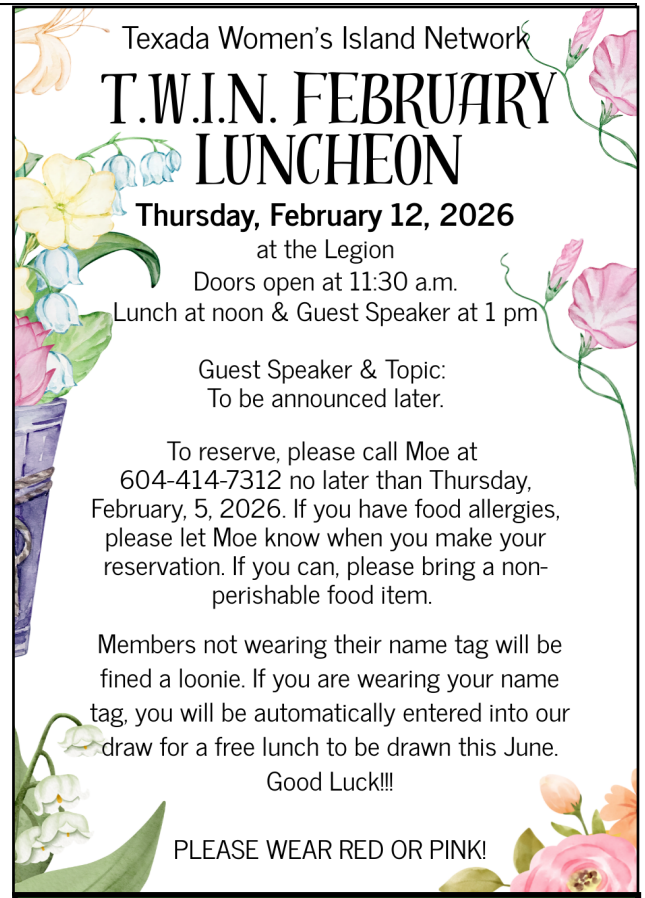 Texada Women's Island Network
T.W.I.N. FEBRUARY
LUNCHEON
Thursday, February 12, 2026
at the Legion
Doors open at 11:30 a.m.
Lunch at noon & Guest Speaker at 1 pm
Guest Speaker & Topic:
To be announced later.
To reserve, please call Moe at
604-414-7312 no later than Thursday,
February, 5, 2026. If you have food allergies,
please let Moe know when you make your
reservation. If you can, please bring a non-
perishable food item.
Members not wearing their name tag will be
fined a loonie. If you are wearing your name
tag, you will be automatically entered into our
draw for a free lunch to be drawn this June.
Good Luck!!!
PLEASE WEAR RED OR PINK!